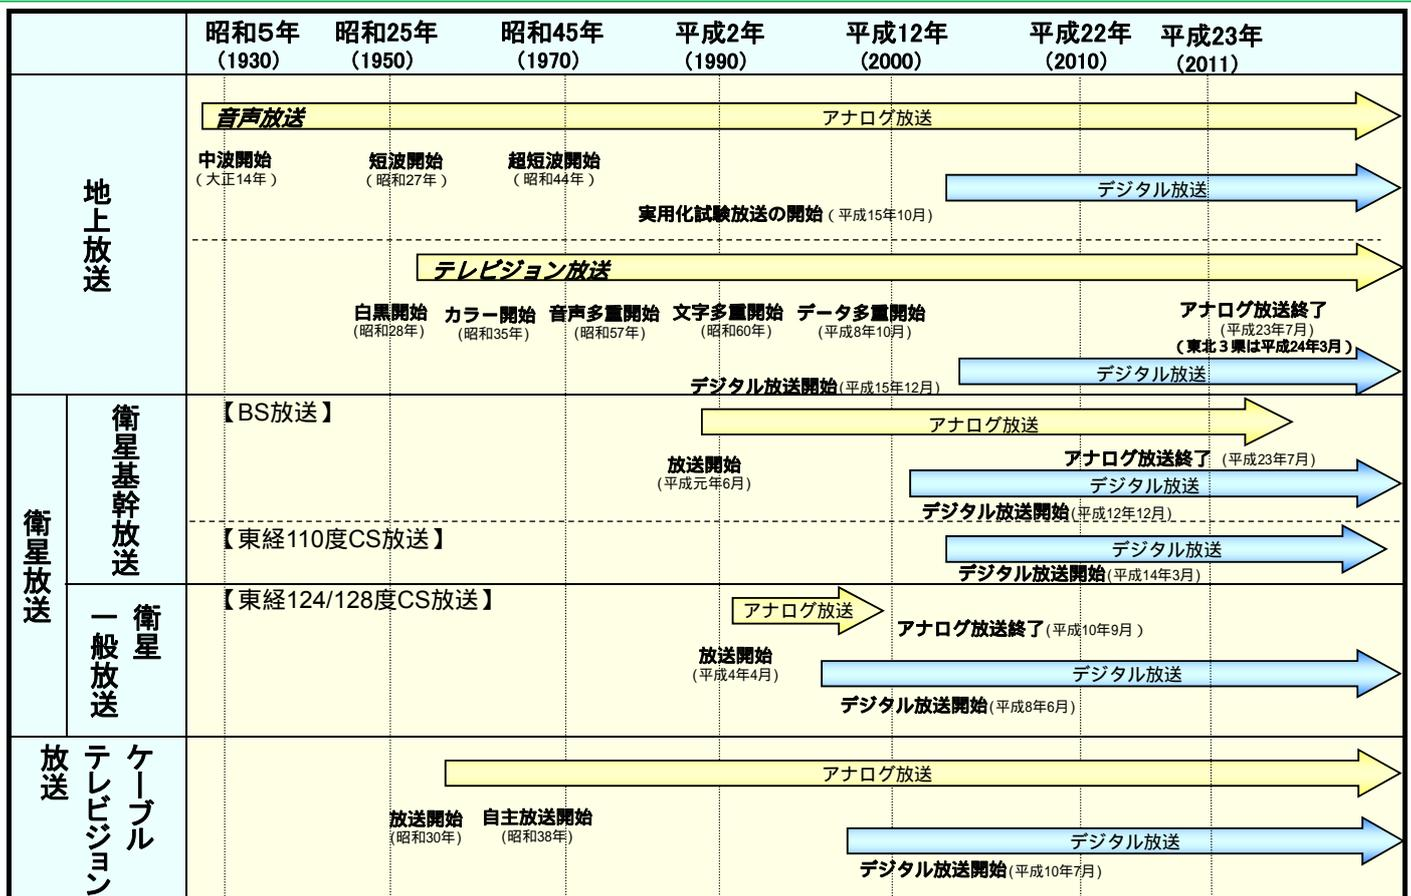 昭和5年 昭和25年 昭和45年 平成2年 平成12年 平成22年 平成23年
（1930） （1950） （1970） （1990） （2000） （2010） （2011）
地上放送
音声放送 アナログ放送
中波開始 短波開始 超短波開始
（大正14年） （昭和27年） （昭和44年）
デジタル放送
実用化試験放送の開始（平成15年10月）
テレビジョン放送
白黒開始 カラー開始 音声多重開始 文字多重開始 データ多重開始 アナログ放送終了
(昭和28年) (昭和35年) (昭和57年) (昭和60年) (平成8年10月) (平成23年7月)
（東北３県は平成24年3月）
デジタル放送
デジタル放送開始(平成15年12月)
衛星放送
衛星基幹放送
【BS放送】
アナログ放送
放送開始 アナログ放送終了 (平成23年7月)
(平成元年6月)
デジタル放送
デジタル放送開始(平成12年12月)
【東経110度CS放送】
デジタル放送
デジタル放送開始(平成14年3月)
衛星
一般放送
【東経124/128度CS放送】
アナログ放送
アナログ放送終了(平成10年9月）
放送開始
(平成4年4月)
デジタル放送
デジタル放送開始(平成8年6月)
ケーブル
テレビジョン
放送
アナログ放送
放送開始 自主放送開始
(昭和30年) (昭和38年)
デジタル放送
デジタル放送開始(平成10年7月)